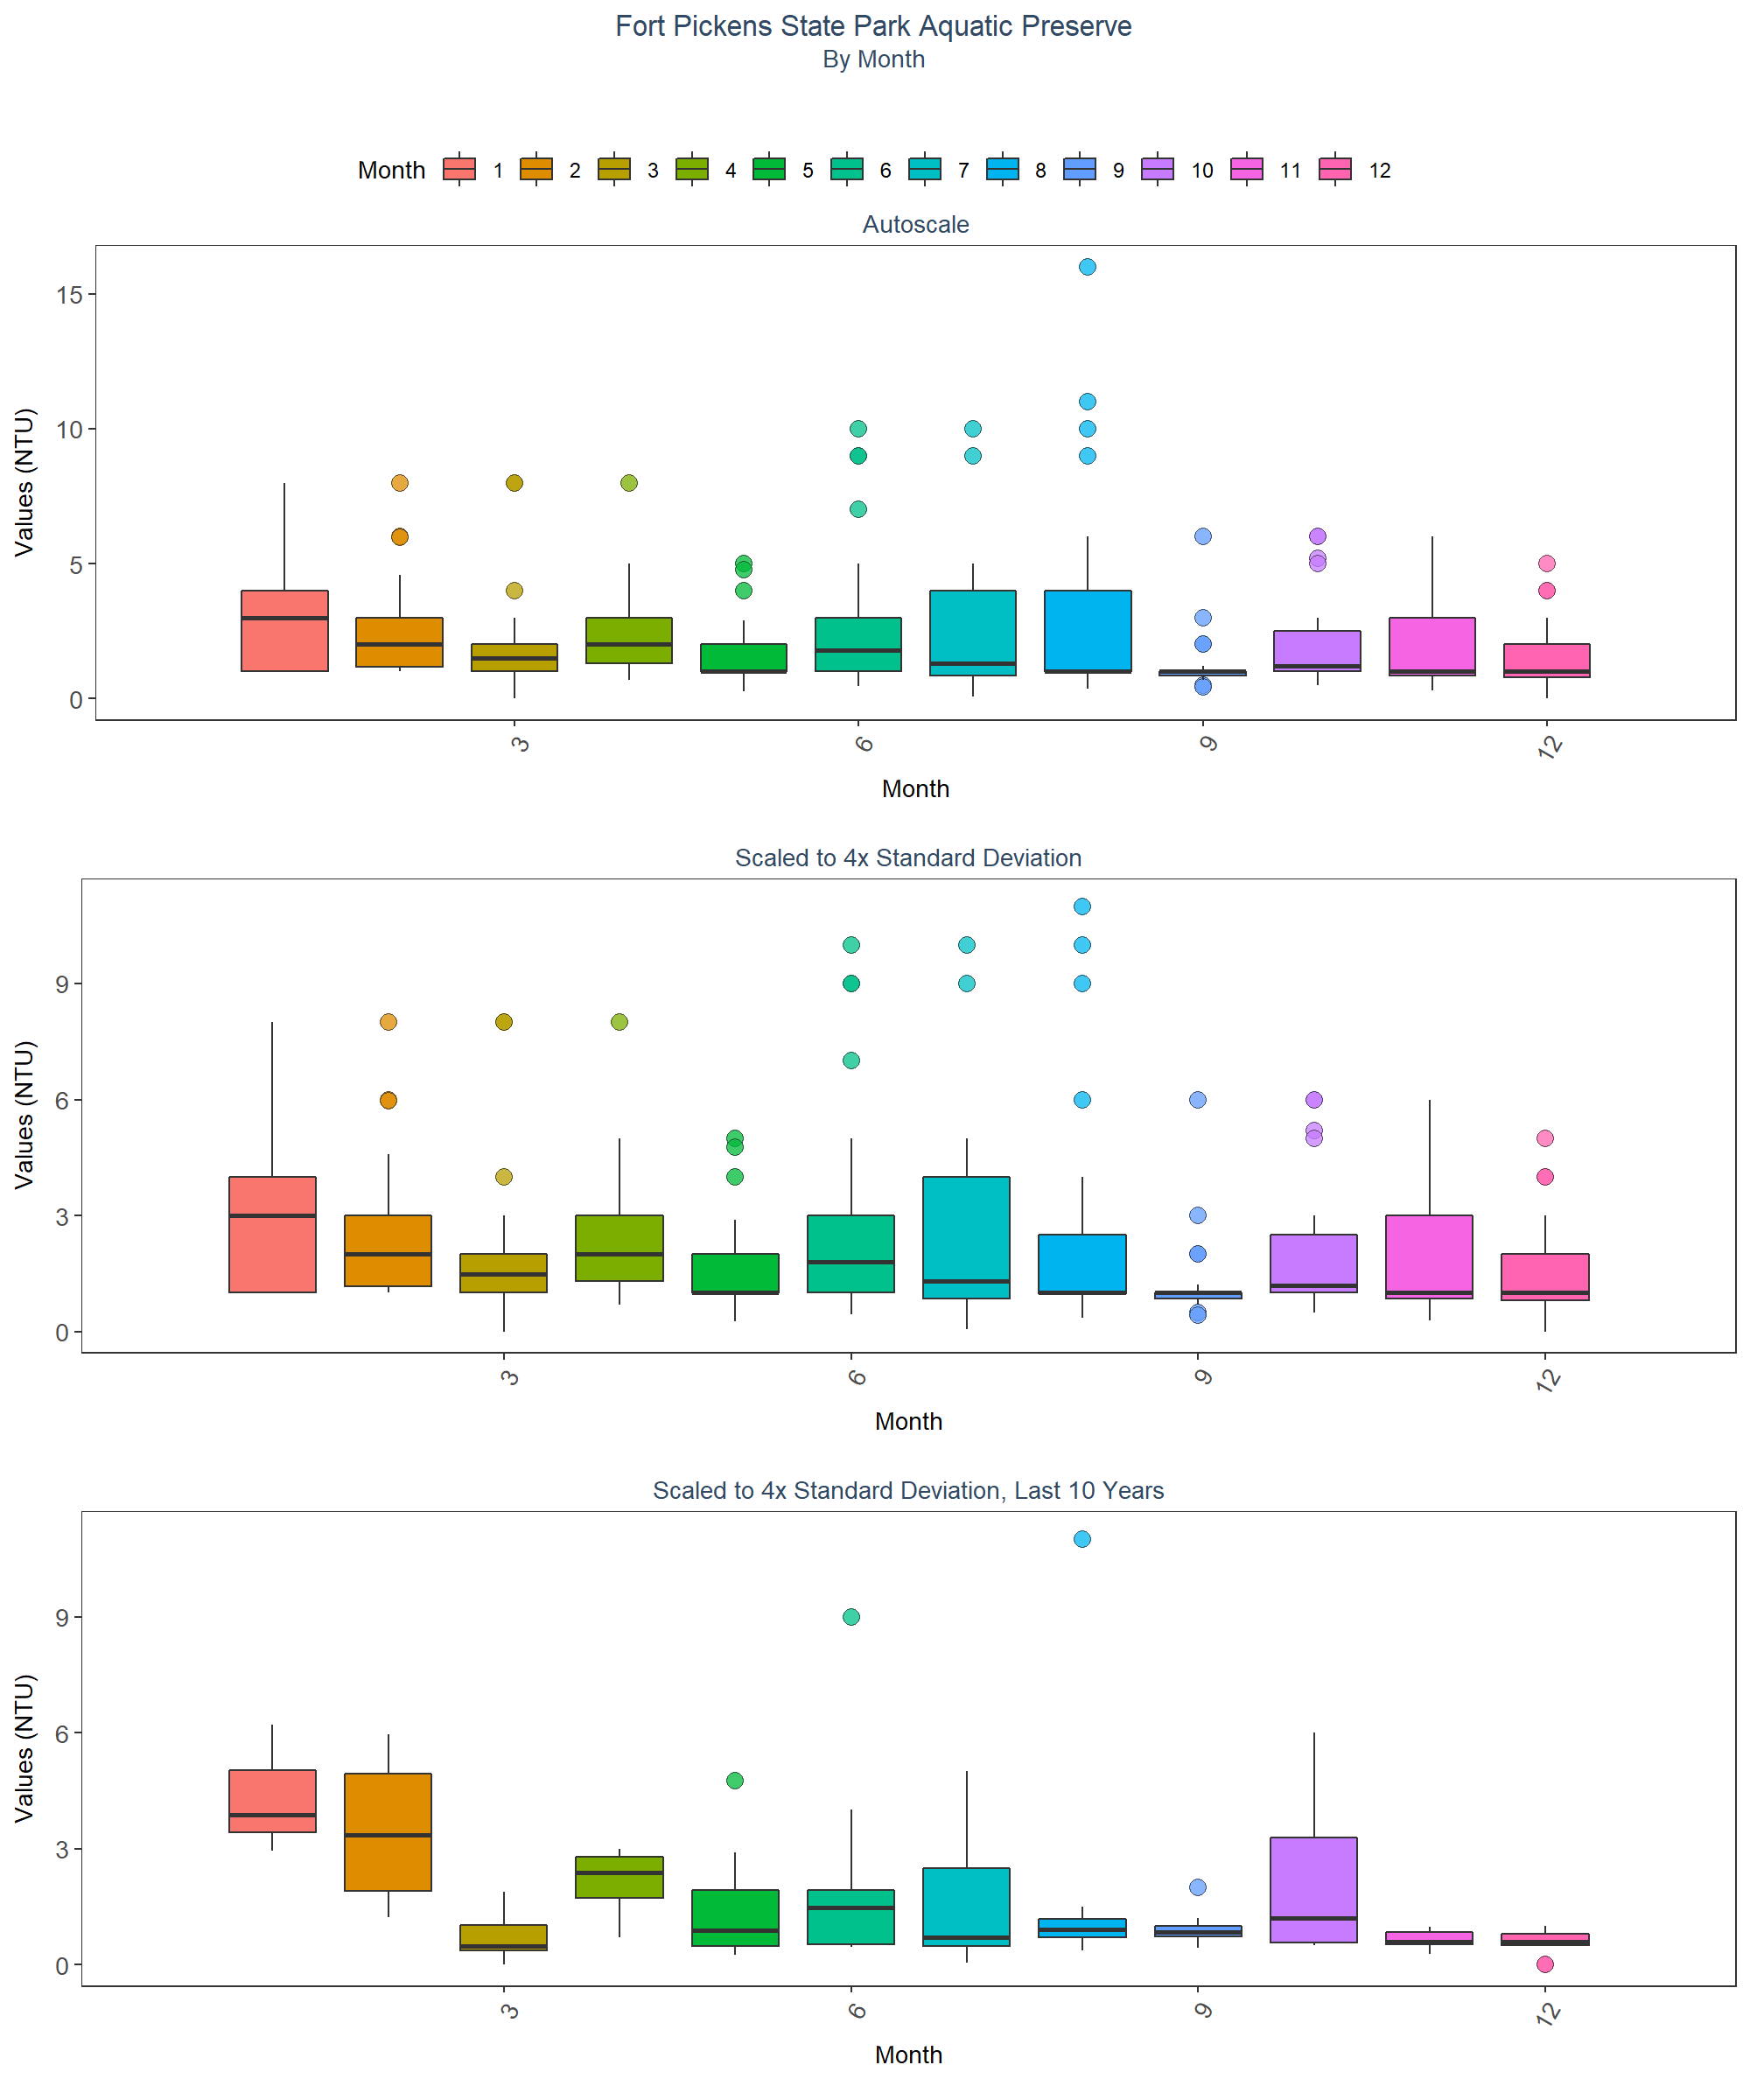 Fort Pickens State Park Aquatic Preserve
By Month
Month 1 2 3 4 5 6 7 8 9 10 11 12
Autoscale
Values (NTU)
15
10
5
0
3 6 9 12
Month
Scaled to 4x Standard Deviation
Values (NTU)
9
6
3
0
3 6 9 12
Month
Scaled to 4x Standard Deviation, Last 10 Years
Values (NTU)
9
6
3
0
3 6 9 12
Month